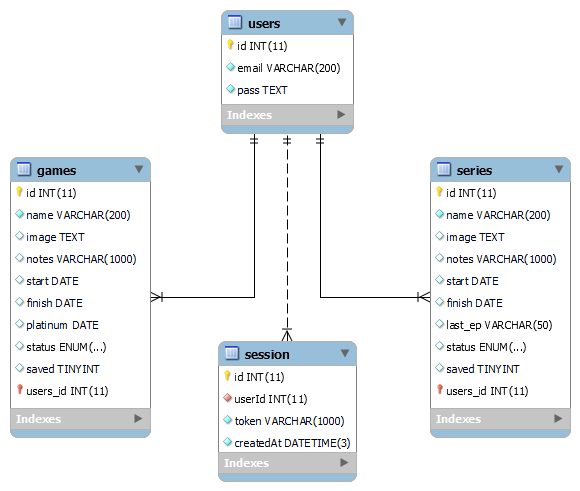 users
id INT(11)
email VARCHAR(200)
pass TEXT
Indexes
games
id INT(11)
name VARCHAR(200)
image TEXT
notes VARCHAR(1000)
start DATE
finish DATE
platinum DATE
status ENUM(...)
saved TINYINT
users_id INT(11)
Indexes
session
id INT(11)
userId INT(11)
token VARCHAR(1000)
createdAt DATETIME(3)
Indexes
series
id INT(11)
name VARCHAR(200)
image TEXT
notes VARCHAR(1000)
start DATE
finish DATE
last_ep VARCHAR(50)
status ENUM(...)
saved TINYINT
users_id INT(11)
Indexes